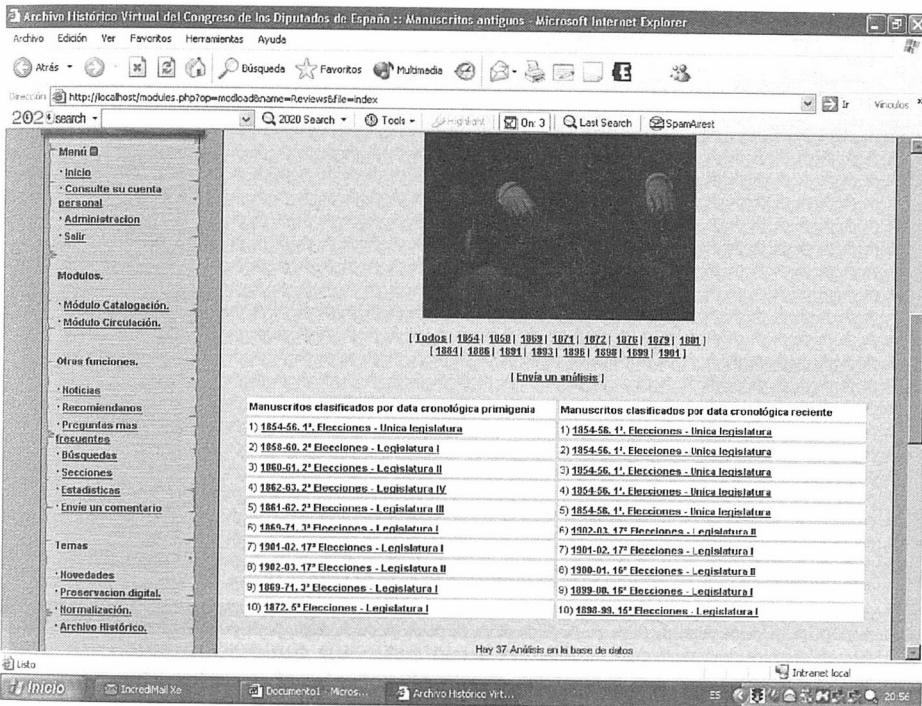 Archivo Histórico Virtual del Congreso de los Diputados de España :: Manuscritos antiguos - Microsoft Internet Explorer
Archivo Edición Ver Favoritos Herramientas Ayuda
Atrás Búsqueda Favoritos Multimedia
Dirección http://localhost/modules.php?op=modload&name=Reviews&file=index Ir Vínculos
202 search 2020 Search Tools Highlight On: 3 Last Search SpamArrest
Menú
· Inicio
· Consulte su cuenta
personal
· Administracion
· Salir
Modulos.
· Módulo Catalogación.
· Módulo Circulación.
Otras funciones.
· Noticias
· Recomiendanos
· Preguntas mas
frecuentes
· Búsquedas
· Secciones
· Estadisticas
· Envie un comentario
Temas
· Novedades
· Preservacion digital.
· Normalización.
· Archivo Histórico.
[ Todos | 1854 | 1858 | 1869 | 1871 | 1872 | 1876 | 1879 | 1881 ]
[ 1884 | 1886 | 1891 | 1893 | 1896 | 1898 | 1899 | 1901 ]
[ Envía un análisis ]
Manuscritos clasificados por data cronológica primigenia
1) 1854-56. 1ª. Elecciones - Unica legislatura
2) 1858-60. 2ª Elecciones - Legislatura I
3) 1860-61. 2ª Elecciones - Legislatura II
4) 1862-63. 2ª Elecciones - Legislatura IV
5) 1861-62. 2ª Elecciones - Legislatura III
6) 1869-71. 3ª Elecciones - Legislatura I
7) 1901-02. 17ª Elecciones - Legislatura I
8) 1902-03. 17ª Elecciones - Legislatura II
9) 1869-71. 3ª Elecciones - Legislatura I
10) 1872. 5ª Elecciones - Legislatura I
Manuscritos clasificados por data cronológica reciente
1) 1854-56. 1ª. Elecciones - Unica legislatura
2) 1854-56. 1ª. Elecciones - Unica legislatura
3) 1854-56. 1ª. Elecciones - Unica legislatura
4) 1854-56. 1ª. Elecciones - Unica legislatura
5) 1854-56. 1ª. Elecciones - Unica legislatura
6) 1902-03. 17ª Elecciones - Legislatura II
7) 1901-02. 17ª Elecciones - Legislatura I
8) 1900-01. 16ª Elecciones - Legislatura II
9) 1899-00. 16ª Elecciones - Legislatura I
10) 1898-99. 15ª Elecciones - Legislatura I
Hay 37 Análisis en la base de datos
Listo Intranet local
Inicio IncrediMail Xe Documento1 - Micros... Archivo Histórico Virt... ES 20:56